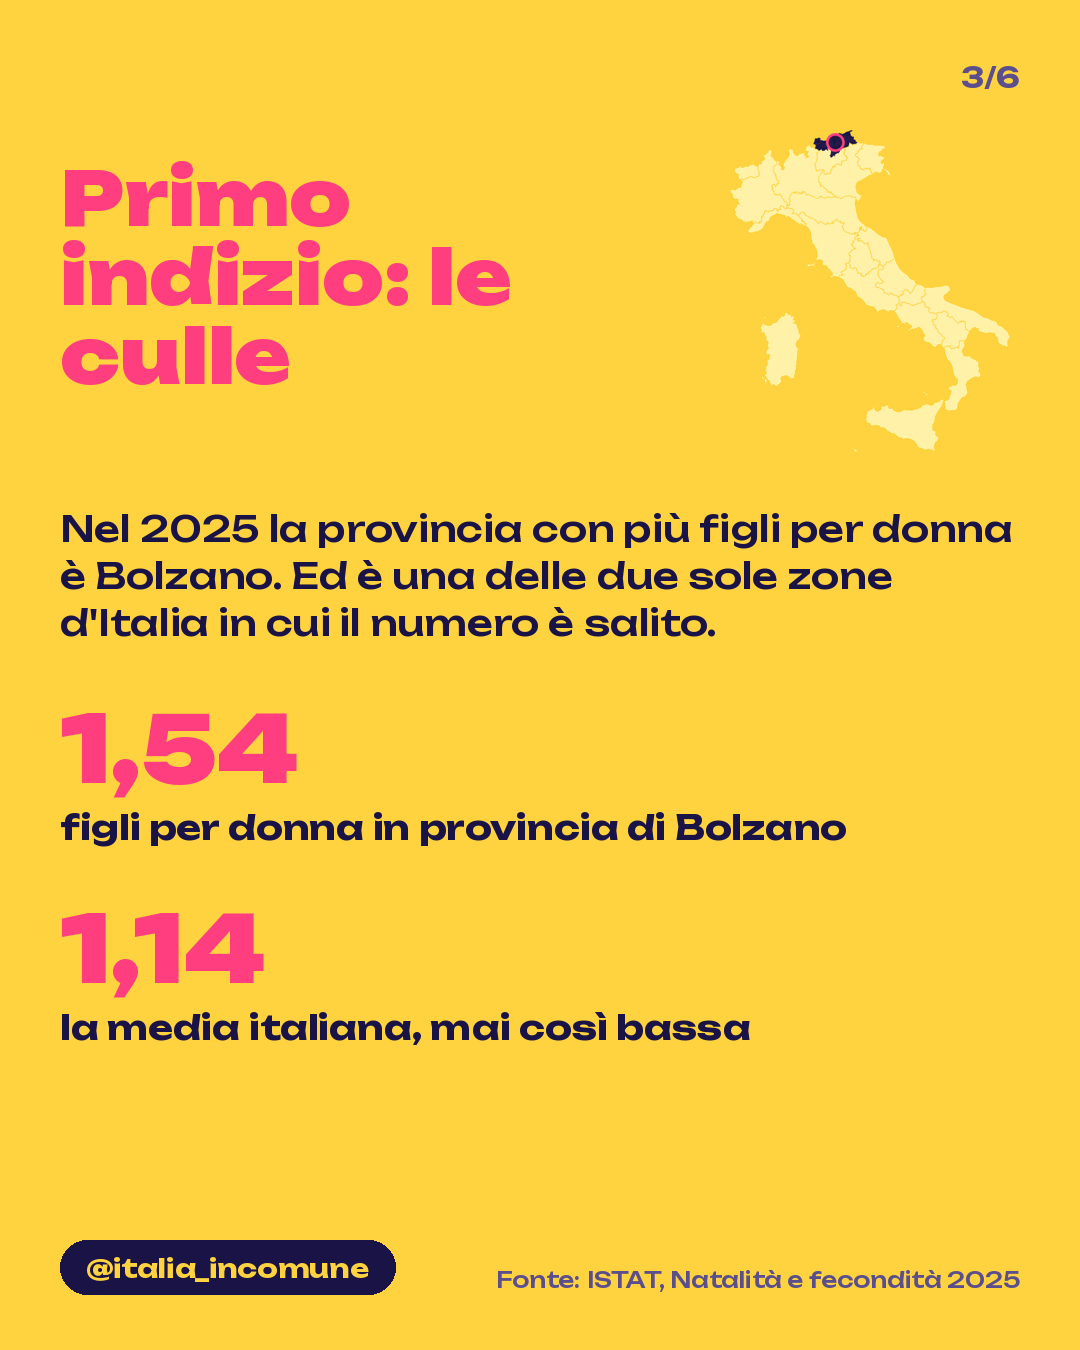 3/6
Primo
indizio: le
culle
Nel 2025 la provincia con più figli per donna
è Bolzano. Ed è una delle due sole zone
d'Italia in cui il numero è salito.
1,54
figli per donna in provincia di Bolzano
1,14
la media italiana, mai così bassa
@italia_incomune
Fonte: ISTAT, Natalità e fecondità 2025